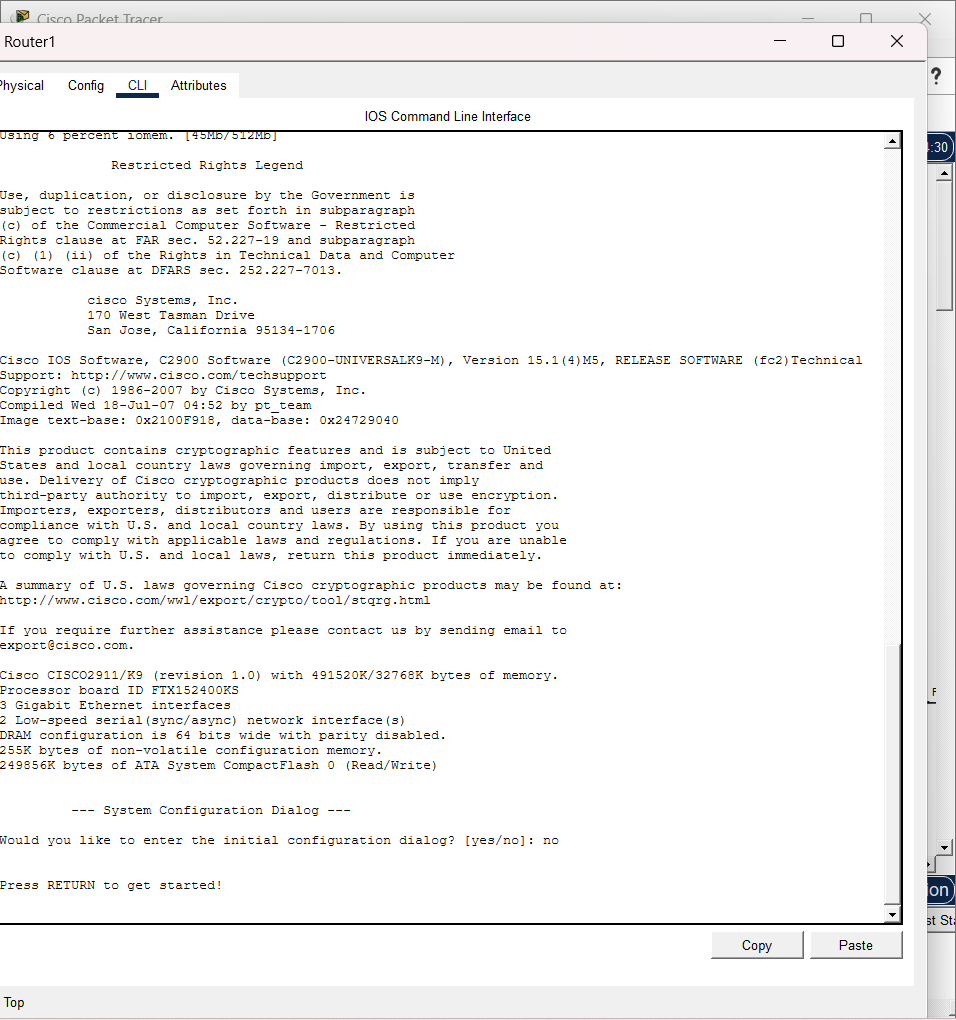 Cisco Packet Tracer
Router1
Physical Config CLI Attributes
?
IOS Command Line Interface
Using 6 percent iomem. [45Mb/512Mb]
Restricted Rights Legend
Use, duplication, or disclosure by the Government is
subject to restrictions as set forth in subparagraph
(c) of the Commercial Computer Software - Restricted
Rights clause at FAR sec. 52.227-19 and subparagraph
(c) (1) (ii) of the Rights in Technical Data and Computer
Software clause at DFARS sec. 252.227-7013.
cisco Systems, Inc.
170 West Tasman Drive
San Jose, California 95134-1706
Cisco IOS Software, C2900 Software (C2900-UNIVERSALK9-M), Version 15.1(4)M5, RELEASE SOFTWARE (fc2)Technical
Support: http://www.cisco.com/techsupport
Copyright (c) 1986-2007 by Cisco Systems, Inc.
Compiled Wed 18-Jul-07 04:52 by pt_team
Image text-base: 0x2100F918, data-base: 0x24729040
This product contains cryptographic features and is subject to United
States and local country laws governing import, export, transfer and
use. Delivery of Cisco cryptographic products does not imply
third-party authority to import, export, distribute or use encryption.
Importers, exporters, distributors and users are responsible for
compliance with U.S. and local country laws. By using this product you
agree to comply with applicable laws and regulations. If you are unable
to comply with U.S. and local laws, return this product immediately.
A summary of U.S. laws governing Cisco cryptographic products may be found at:
http://www.cisco.com/wwl/export/crypto/tool/stqrg.html
If you require further assistance please contact us by sending email to
export@cisco.com.
Cisco CISCO2911/K9 (revision 1.0) with 491520K/32768K bytes of memory.
Processor board ID FTX152400KS
3 Gigabit Ethernet interfaces
2 Low-speed serial(sync/async) network interface(s)
DRAM configuration is 64 bits wide with parity disabled.
255K bytes of non-volatile configuration memory.
249856K bytes of ATA System CompactFlash 0 (Read/Write)
--- System Configuration Dialog ---
Would you like to enter the initial configuration dialog? [yes/no]: no
Press RETURN to get started!
Copy Paste
Top